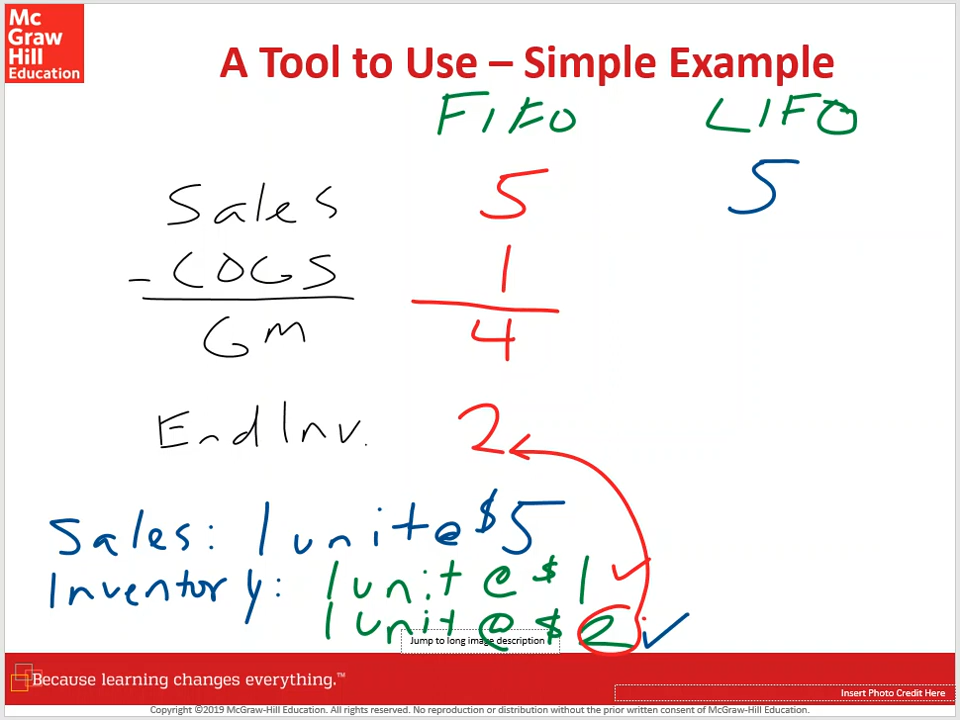 Mc
Graw
Hill
Education
A Tool to Use – Simple Example
FIFO LIFO
Sales 5 5
- COGS 1
GM 4
End Inv. 2
Sales: 1 unit @ $5
Inventory: 1 unit @ $1 ✓
1 unit @ $2 ✓
Jump to long image description
Because learning changes everything.™
Insert Photo Credit Here
Copyright ©2019 McGraw-Hill Education. All rights reserved. No reproduction or distribution without the prior written consent of McGraw-Hill Education.